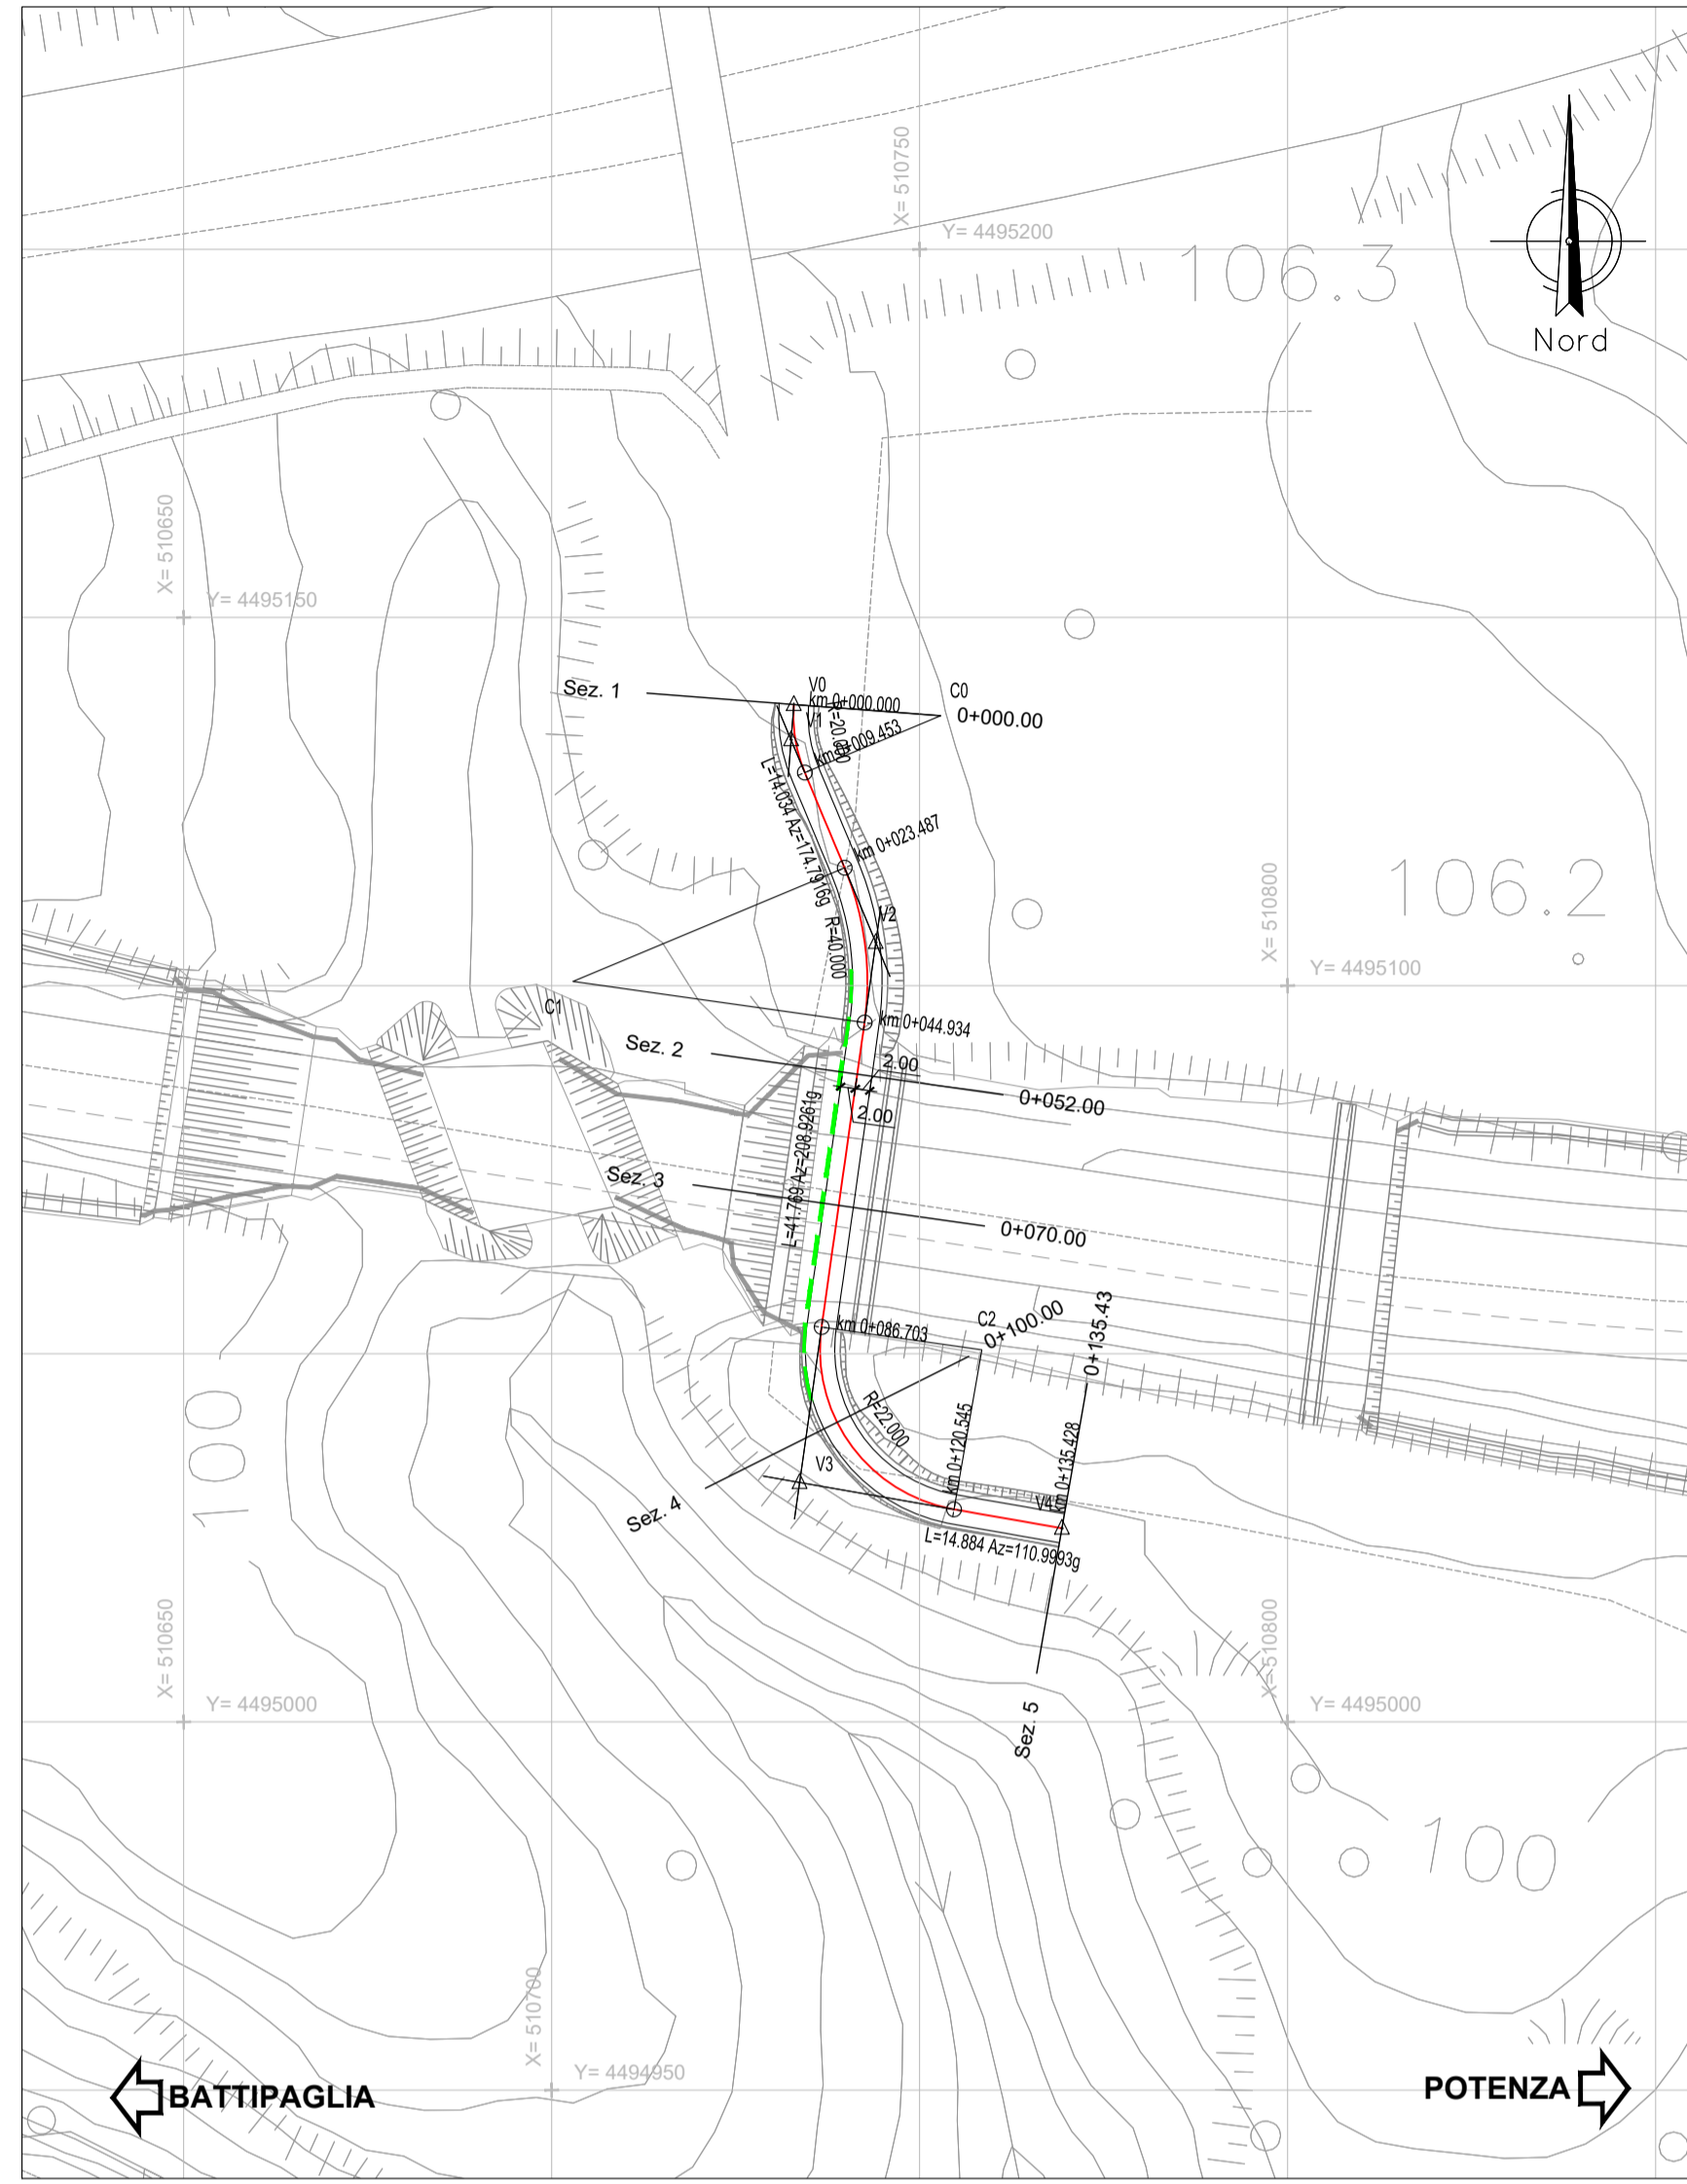 X= 510750
Y= 4495200
106.3
Nord
X= 510650
Y= 4495150
Sez. 1
V0
km 0+000.000
C0
0+000.00
V1
R=20.000
km 0+009.453
L=14.034 Az=174.7916g
km 0+023.487
R=40.000
V2
X= 510800
106.2
Y= 4495100
C1
km 0+044.934
Sez. 2
2.00
0+052.00
2.00
L=41.769 Az=208.9261g
Sez. 3
0+070.00
km 0+086.703
C2
0+100.00
0+135.43
R=22.000
km 0+120.545
km 0+135.428
V3
V4
Sez. 4
L=14.884 Az=110.9993g
100
X= 510650
Y= 4495000
X= 510800
Y= 4495000
Sez. 5
100
X= 510700
Y= 4494950
BATTIPAGLIA
POTENZA